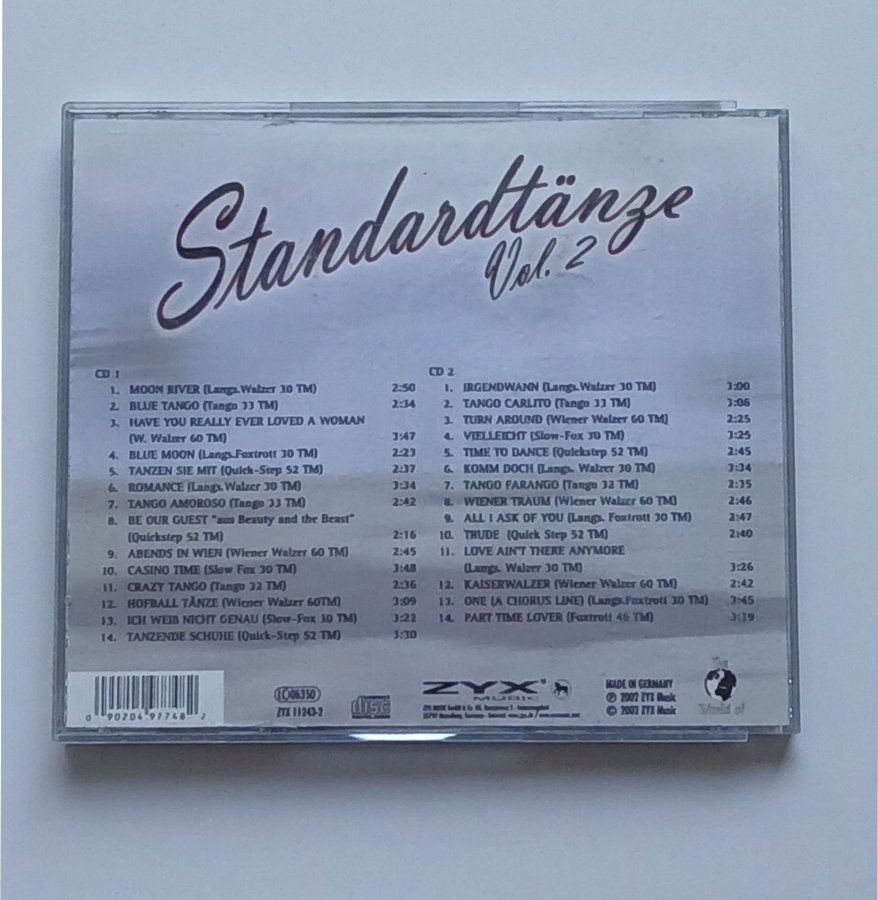 Standardtänze
Vol. 2
CD 1
1. MOON RIVER (Langs.Walzer 30 TM) 2:50
2. BLUE TANGO (Tango 33 TM) 2:34
3. HAVE YOU REALLY EVER LOVED A WOMAN
(W. Walzer 60 TM) 3:47
4. BLUE MOON (Langs.Foxtrott 30 TM) 2:23
5. TANZEN SIE MIT (Quick-Step 52 TM) 2:37
6. ROMANCE (Langs.Walzer 30 TM) 3:34
7. TANGO AMOROSO (Tango 33 TM) 2:42
8. BE OUR GUEST "aus Beauty and the Beast"
(Quickstep 52 TM) 2:16
9. ABENDS IN WIEN (Wiener Walzer 60 TM) 2:45
10. CASINO TIME (Slow Fox 30 TM) 3:48
11. CRAZY TANGO (Tango 32 TM) 2:36
12. HOFBALL TÄNZE (Wiener Walzer 60TM) 3:09
13. ICH WEIß NICHT GENAU (Slow-Fox 30 TM) 3:22
14. TANZENDE SCHUHE (Quick-Step 52 TM) 3:30
CD 2
1. IRGENDWANN (Langs.Walzer 30 TM) 3:00
2. TANGO CARLITO (Tango 33 TM) 3:06
3. TURN AROUND (Wiener Walzer 60 TM) 2:25
4. VIELLEICHT (Slow-Fox 30 TM) 3:25
5. TIME TO DANCE (Quickstep 52 TM) 2:45
6. KOMM DOCH (Langs. Walzer 30 TM) 3:34
7. TANGO FARANGO (Tango 32 TM) 2:35
8. WIENER TRAUM (Wiener Walzer 60 TM) 2:46
9. ALL I ASK OF YOU (Langs. Foxtrott 30 TM) 2:47
10. TRUDE (Quick Step 52 TM) 2:40
11. LOVE AIN'T THERE ANYMORE
(Langs. Walzer 30 TM) 3:26
12. KAISERWALZER (Wiener Walzer 60 TM) 2:42
13. ONE (A CHORUS LINE) (Langs.Foxtrott 30 TM) 3:45
14. PART TIME LOVER (Foxtrott 46 TM) 3:19
0 90204 97748 2
LC 06350
ZYX 11243-2
disc
ZYX
MUSIC
MADE IN GERMANY
℗ 2002 ZYX Music
© 2002 ZYX Music